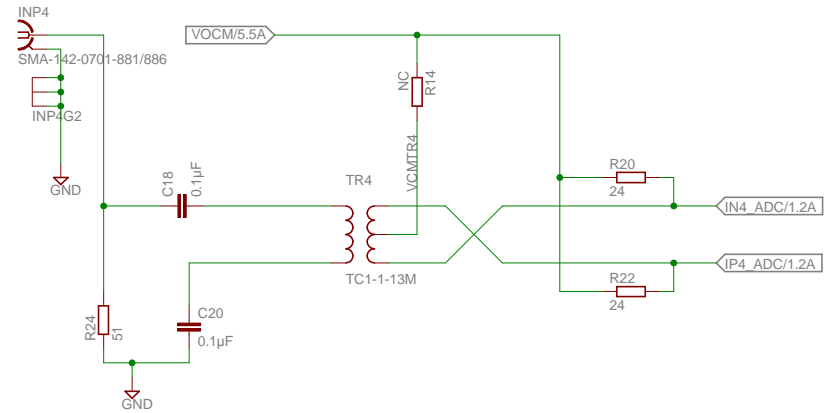 INP4
SMA-142-0701-881/886
INP4G2
GND
VOCM/5.5A
NC
R14
VCMTR4
C18
0.1µF
TR4
TC1-1-13M
R20
24
IN4_ADC/1.2A
IP4_ADC/1.2A
R22
24
R24
51
C20
0.1µF
GND